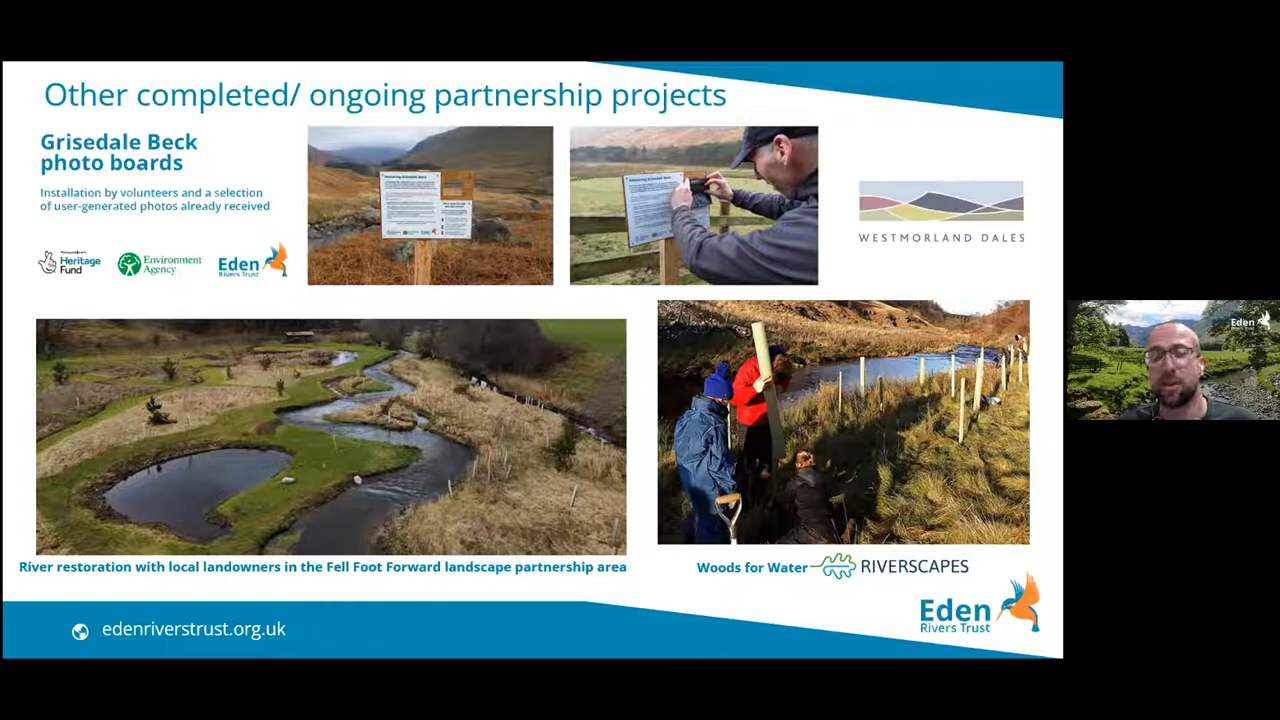 Other completed/ ongoing partnership projects
Grisedale Beck
photo boards
Installation by volunteers and a selection
of user-generated photos already received
Heritage
Fund
Environment
Agency
Eden
Rivers Trust
WESTMORLAND DALES
River restoration with local landowners in the Fell Foot Forward landscape partnership area
Woods for Water
RIVERSCAPES
Eden
Rivers Trust
edenriverstrust.org.uk
Eden